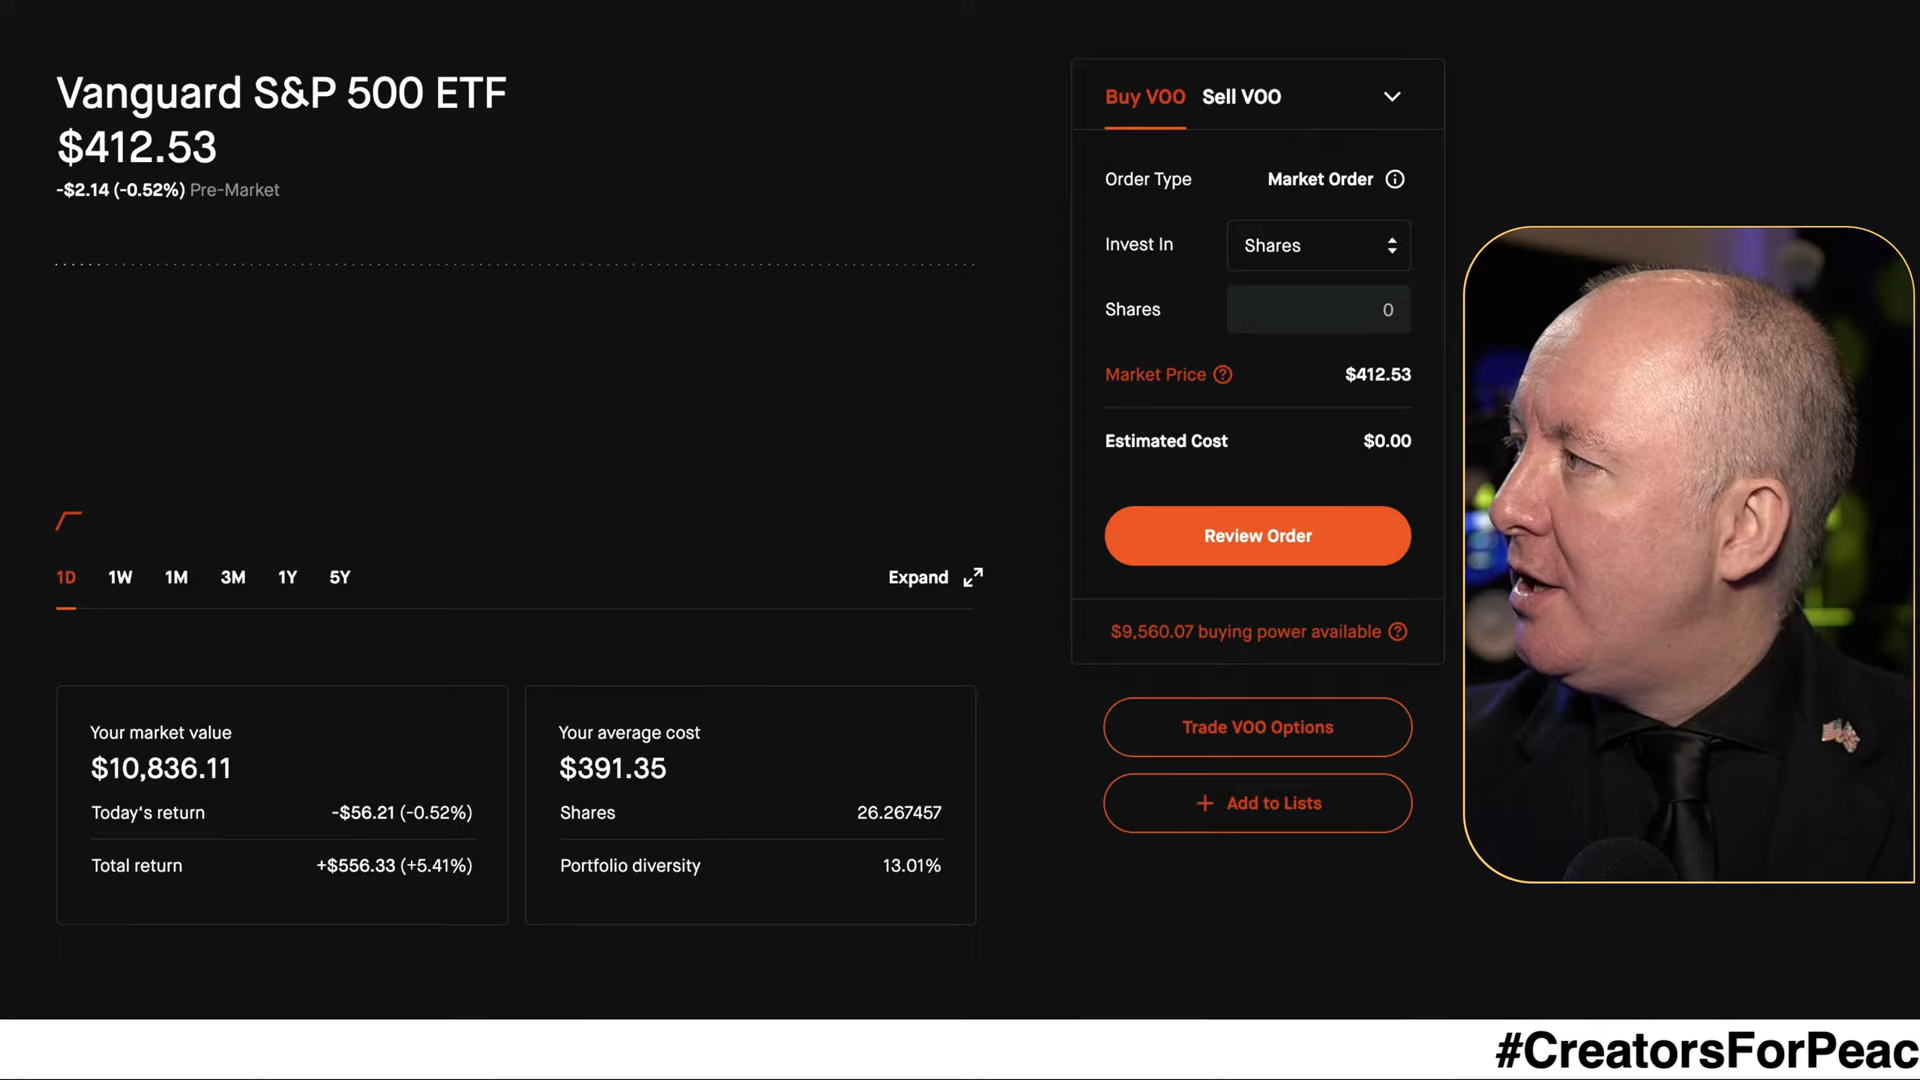 Vanguard S&P 500 ETF
$412.53
-$2.14 (-0.52%) Pre-Market
1D 1W 1M 3M 1Y 5Y
Expand
Your market value
$10,836.11
Today's return -$56.21 (-0.52%)
Total return +$556.33 (+5.41%)
Your average cost
$391.35
Shares 26.267457
Portfolio diversity 13.01%
Buy VOO Sell VOO
Order Type Market Order
Invest In Shares
Shares 0
Market Price $412.53
Estimated Cost $0.00
Review Order
$9,560.07 buying power available
Trade VOO Options
+ Add to Lists
#CreatorsForPeac